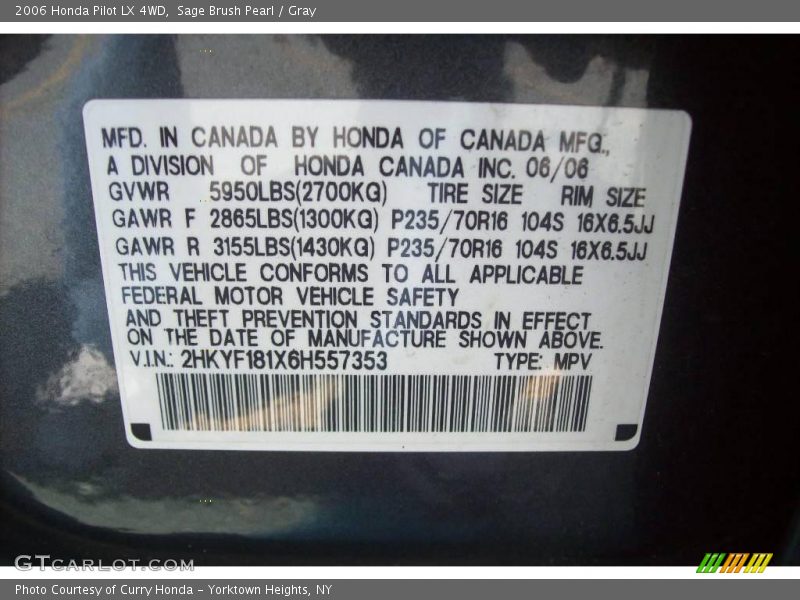 2006 Honda Pilot LX 4WD,  Sage Brush Pearl / Gray
MFD. IN CANADA BY HONDA OF CANADA MFG.,
A DIVISION OF HONDA CANADA INC. 06/06
GVWR 5950LBS(2700KG) TIRE SIZE RIM SIZE
GAWR F 2865LBS(1300KG) P235/70R16 104S 16X6.5JJ
GAWR R 3155LBS(1430KG) P235/70R16 104S 16X6.5JJ
THIS VEHICLE CONFORMS TO ALL APPLICABLE
FEDERAL MOTOR VEHICLE SAFETY
AND THEFT PREVENTION STANDARDS IN EFFECT
ON THE DATE OF MANUFACTURE SHOWN ABOVE.
V.I.N.: 2HKYF181X6H557353 TYPE: MPV
GTCARLOT.COM
Photo Courtesy of Curry Honda - Yorktown Heights, NY